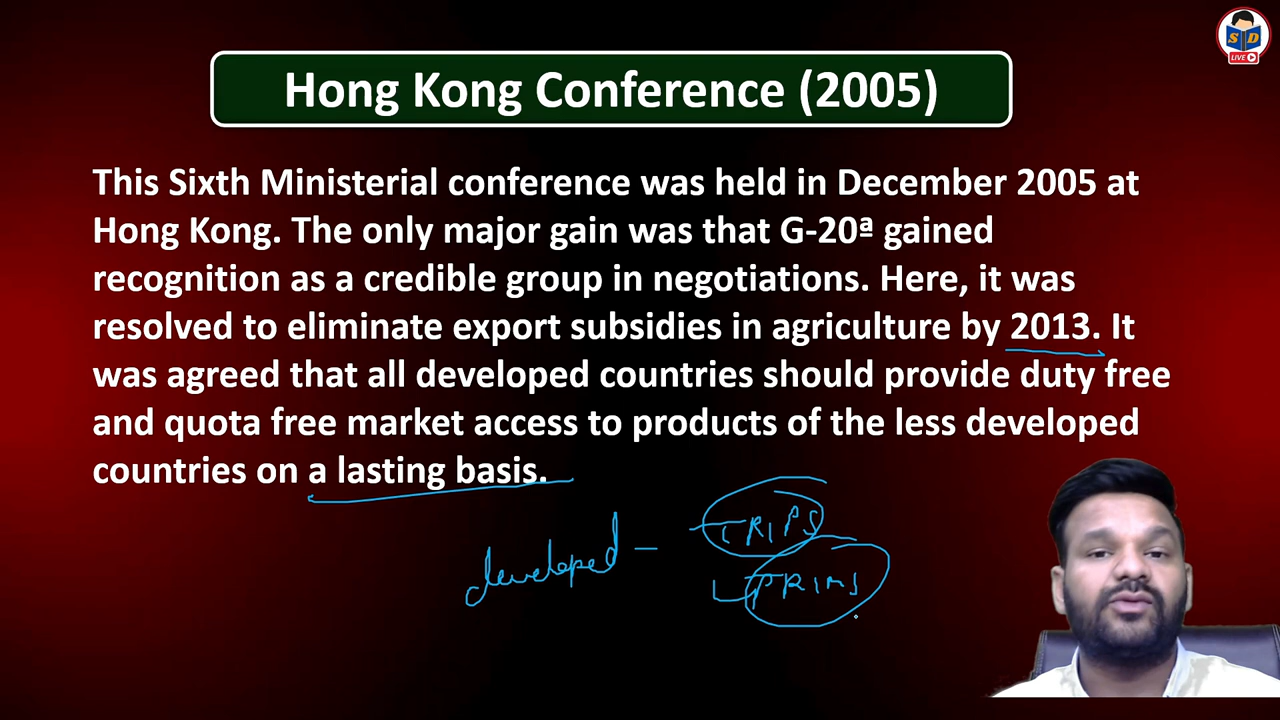 S D
LIVE
Hong Kong Conference (2005)
This Sixth Ministerial conference was held in December 2005 at
Hong Kong. The only major gain was that G-20ª gained
recognition as a credible group in negotiations. Here, it was
resolved to eliminate export subsidies in agriculture by 2013. It
was agreed that all developed countries should provide duty free
and quota free market access to products of the less developed
countries on a lasting basis.
developed — TRIPS
TRIMS